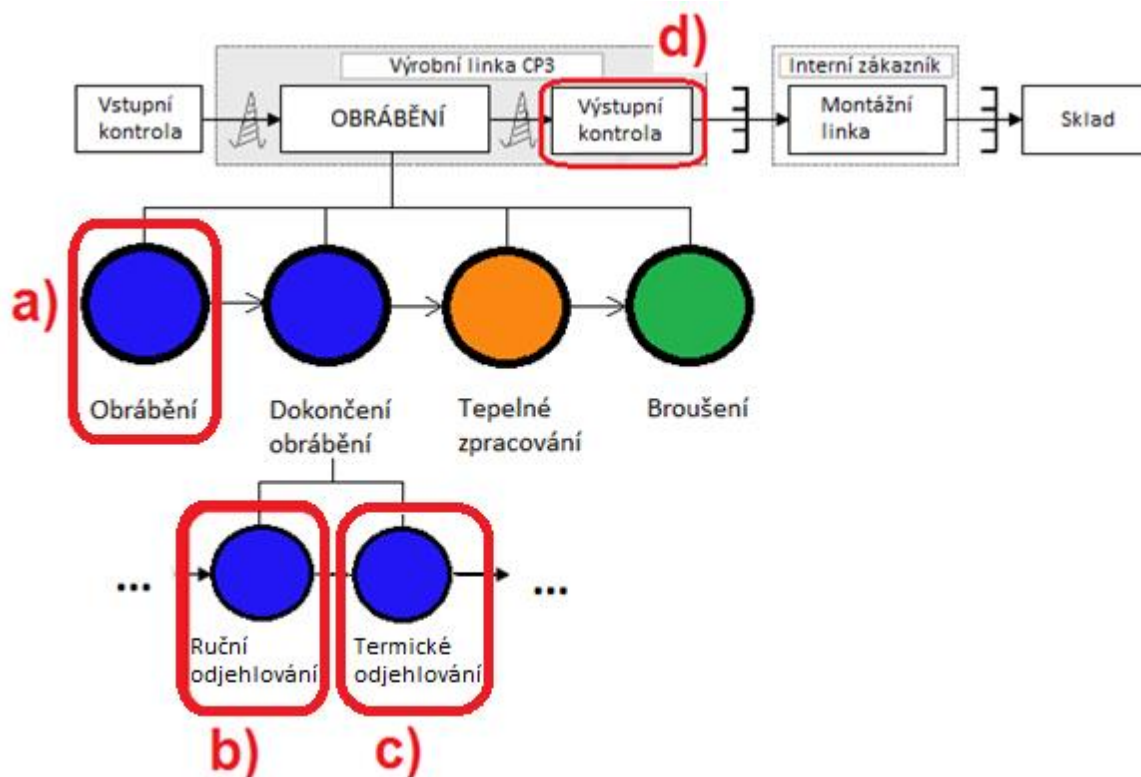 d)
Výrobní linka CP3
Interní zákazník
Vstupní
kontrola
OBRÁBĚNÍ
Výstupní
kontrola
Montážní
linka
Sklad
a)
Obrábění
Dokončení
obrábění
Tepelné
zpracování
Broušení
...
...
Ruční
odjehlování
Termické
odjehlování
b)
c)